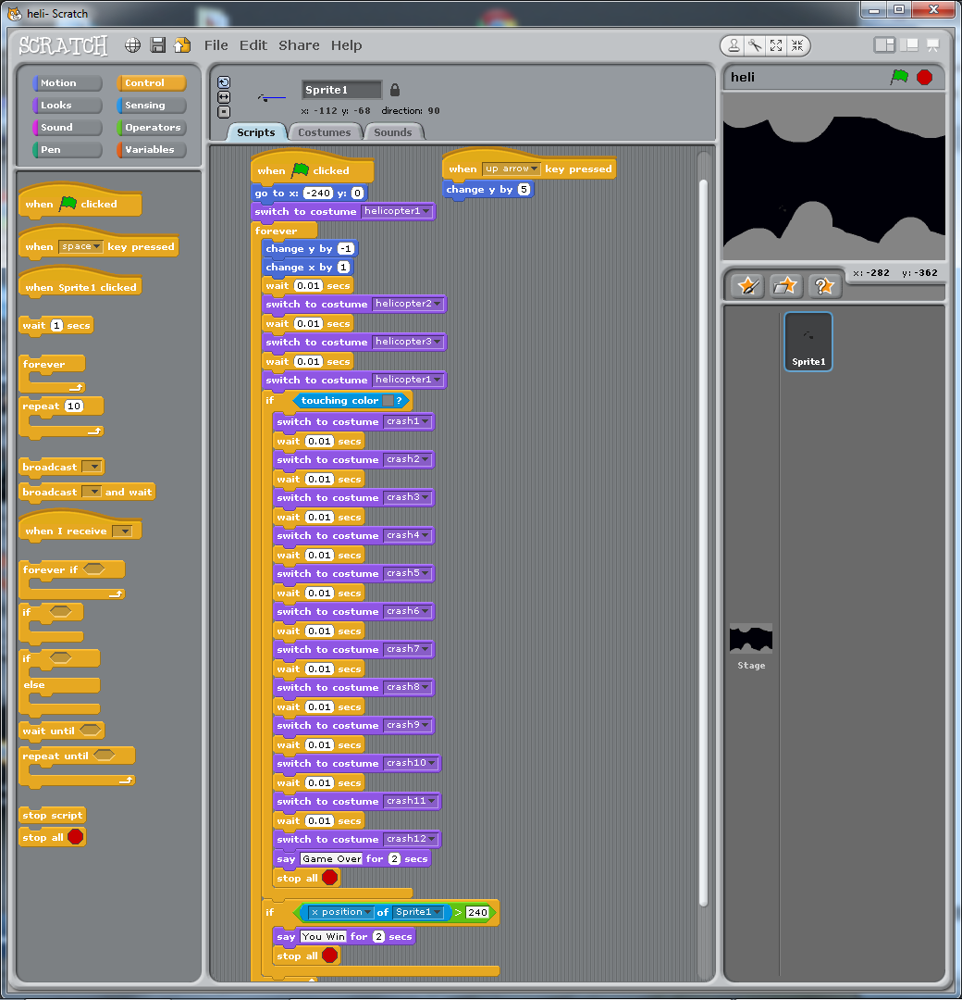 heli- Scratch
SCRATCH File Edit Share Help
Motion Control
Looks Sensing
Sound Operators
Pen Variables
when clicked
when space key pressed
when Sprite1 clicked
wait 1 secs
forever
repeat 10
broadcast
broadcast and wait
when I receive
forever if
if
if
else
wait until
repeat until
stop script
stop all
Sprite1
x: -112 y: -68 direction: 90
Scripts Costumes Sounds
when clicked
go to x: -240 y: 0
switch to costume helicopter1
forever
change y by -1
change x by 1
wait 0.01 secs
switch to costume helicopter2
wait 0.01 secs
switch to costume helicopter3
wait 0.01 secs
switch to costume helicopter1
if touching color ?
switch to costume crash1
wait 0.01 secs
switch to costume crash2
wait 0.01 secs
switch to costume crash3
wait 0.01 secs
switch to costume crash4
wait 0.01 secs
switch to costume crash5
wait 0.01 secs
switch to costume crash6
wait 0.01 secs
switch to costume crash7
wait 0.01 secs
switch to costume crash8
wait 0.01 secs
switch to costume crash9
wait 0.01 secs
switch to costume crash10
wait 0.01 secs
switch to costume crash11
wait 0.01 secs
switch to costume crash12
say Game Over for 2 secs
stop all
if x position of Sprite1 > 240
say You Win for 2 secs
stop all
when up arrow key pressed
change y by 5
heli
x: -282 y: -362
Sprite1
Stage